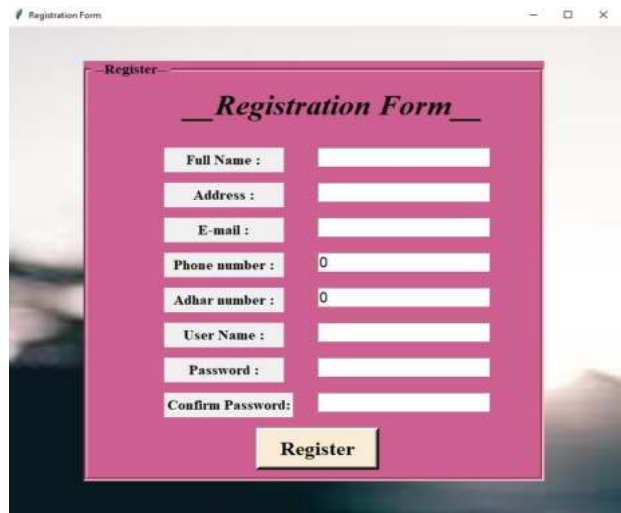 Registration Form
--Register--
__Registration Form__
Full Name :
Address :
E-mail :
Phone number : 0
Adhar number : 0
User Name :
Password :
Confirm Password:
Register